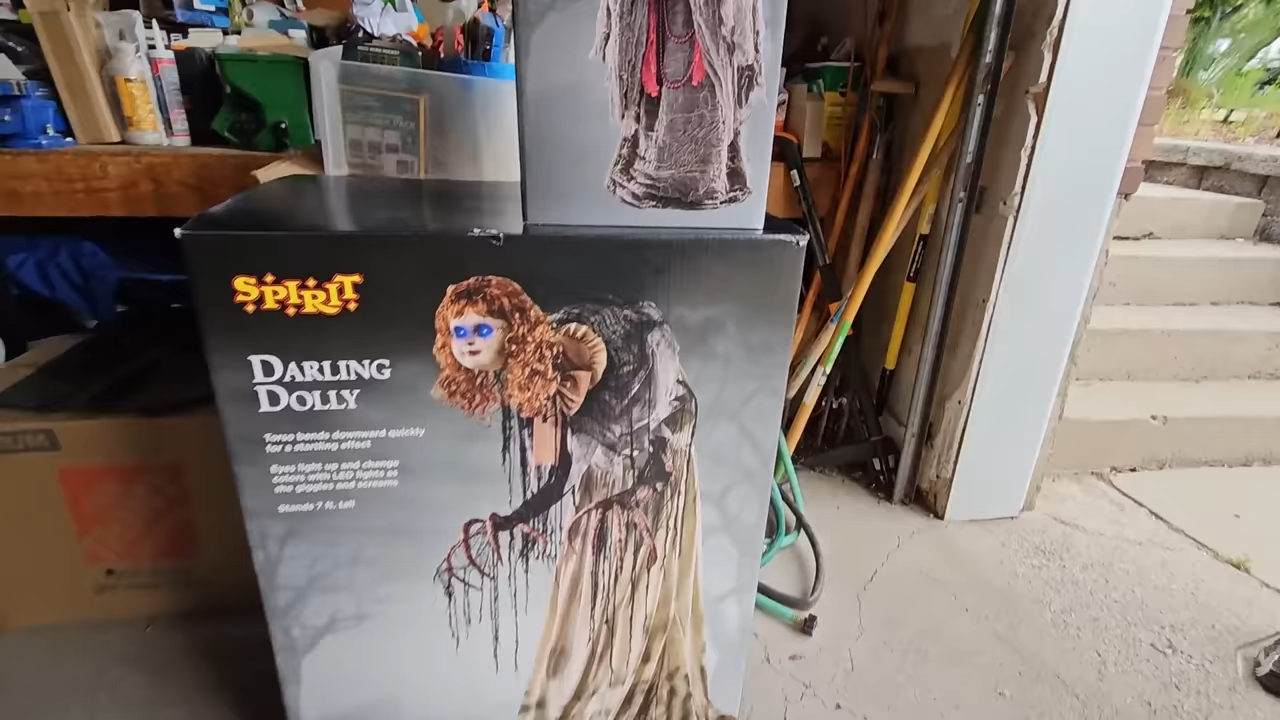 SPIRIT
DARLING
DOLLY
Torso bends downward quickly
for a startling effect
Eyes light up and change
colors with LED lights as
she giggles and screams
Stands 7 ft. tall